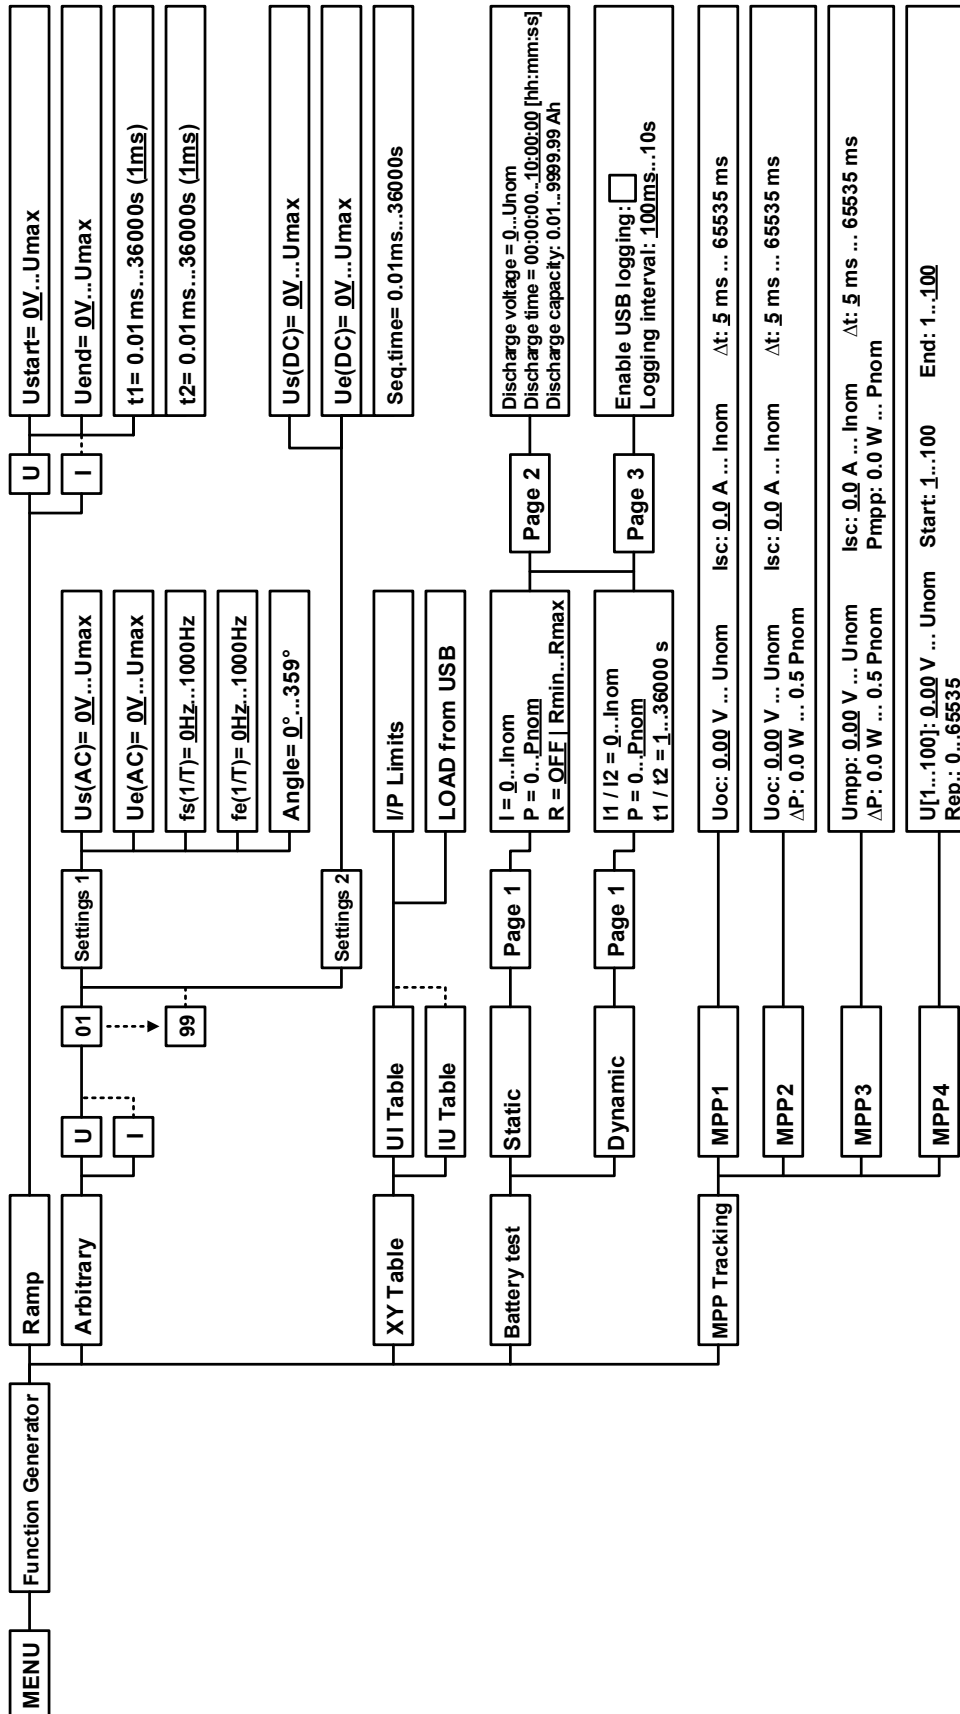 MENU
Function Generator
Ramp
U
I
Ustart= 0V...Umax
Uend= 0V...Umax
t1= 0.01ms...36000s (1ms)
t2= 0.01ms...36000s (1ms)
Arbitrary
U
I
01
99
Settings 1
Us(AC)= 0V...Umax
Ue(AC)= 0V...Umax
fs(1/T)= 0Hz...1000Hz
fe(1/T)= 0Hz...1000Hz
Angle= 0°...359°
Settings 2
Us(DC)= 0V...Umax
Ue(DC)= 0V...Umax
Seq.time= 0.01ms...36000s
XY Table
UI Table
IU Table
I/P Limits
LOAD from USB
Battery test
Static
Page 1
I = 0...Inom
P = 0...Pnom
R = OFF | Rmin...Rmax
Dynamic
Page 1
I1 / I2 = 0...Inom
P = 0...Pnom
t1 / t2 = 1...36000 s
Page 2
Discharge voltage = 0...Unom
Discharge time = 00:00:00...10:00:00 [hh:mm:ss]
Discharge capacity: 0.01...9999.99 Ah
Page 3
Enable USB logging:
Logging interval: 100ms...10s
MPP Tracking
MPP1
Uoc: 0.00 V ... Unom Isc: 0.0 A ... Inom Δt: 5 ms ... 65535 ms
MPP2
Uoc: 0.00 V ... Unom Isc: 0.0 A ... Inom Δt: 5 ms ... 65535 ms
ΔP: 0.0 W ... 0.5 Pnom
MPP3
Umpp: 0.00 V ... Unom Isc: 0.0 A ... Inom Δt: 5 ms ... 65535 ms
ΔP: 0.0 W ... 0.5 Pnom Pmpp: 0.0 W ... Pnom
MPP4
U[1...100]: 0.00 V ... Unom Start: 1...100 End: 1...100
Rep.: 0...65535